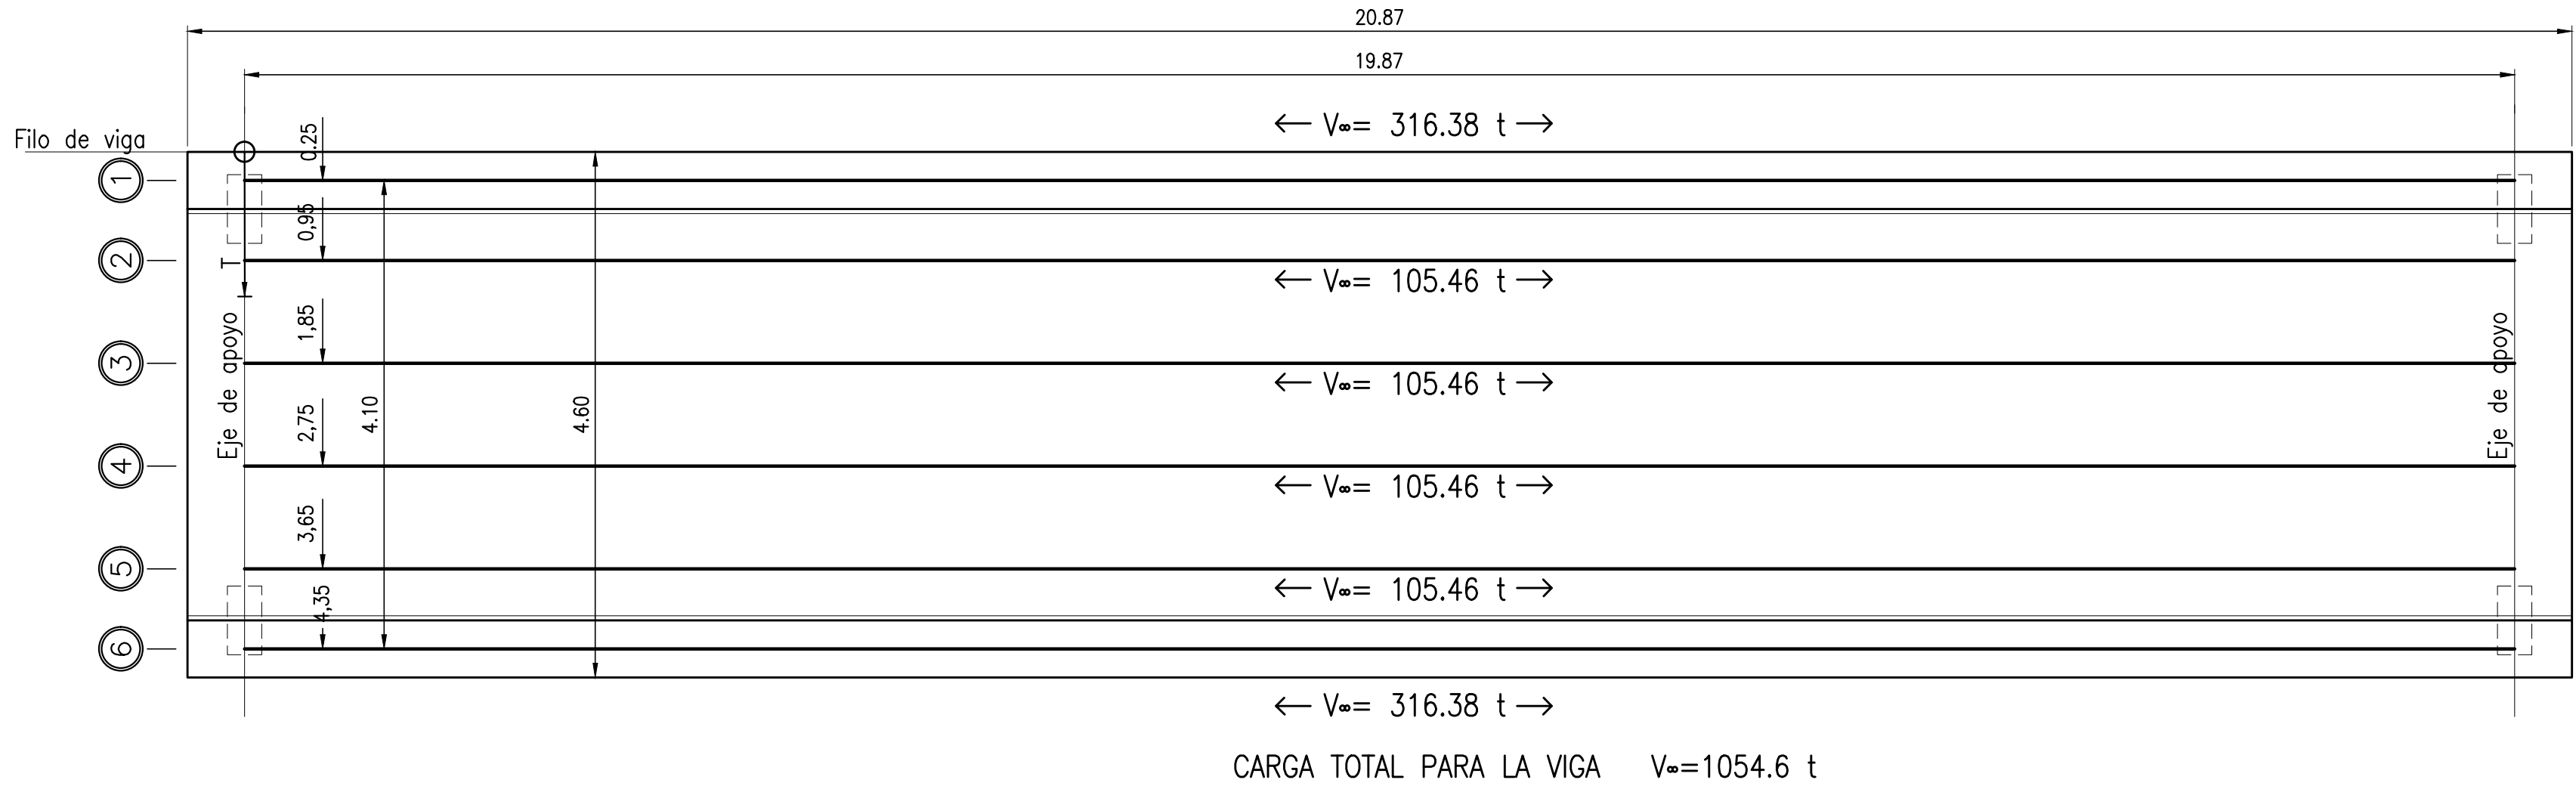 20.87
19.87
← V∞= 316.38 t →
Filo de viga
0.25
1
0,95
2
T
← V∞= 105.46 t →
1,85
Eje de apoyo
Eje de apoyo
3
← V∞= 105.46 t →
2,75
4.10
4.60
4
← V∞= 105.46 t →
3,65
5
← V∞= 105.46 t →
4,35
6
← V∞= 316.38 t →
CARGA TOTAL PARA LA VIGA V∞=1054.6 t